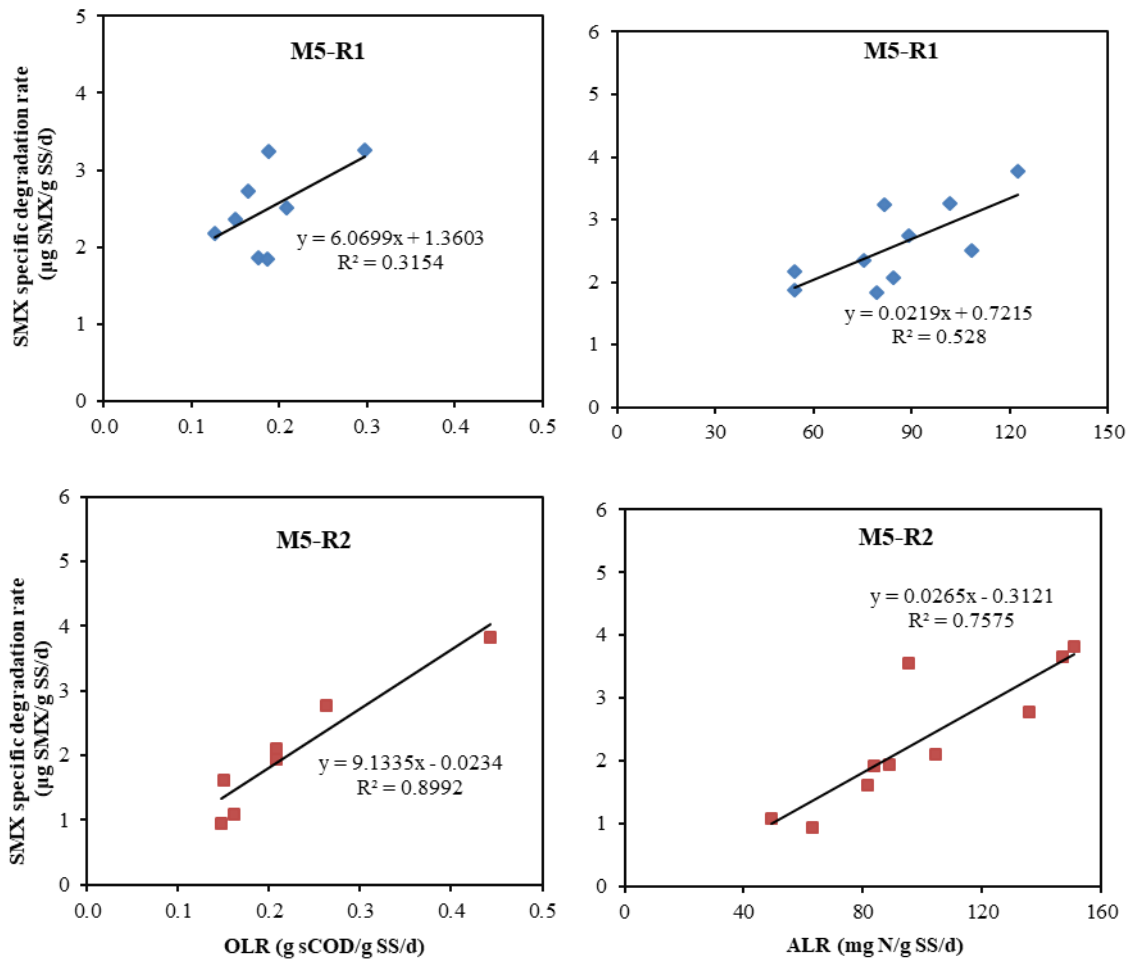 SMX specific degradation rate
(µg SMX/g SS/d)
M5-R1
5
4
3
2
1
0
y = 6.0699x + 1.3603
R² = 0.3154
0.0
0.1
0.2
0.3
0.4
0.5
M5-R1
6
5
4
3
2
1
0
y = 0.0219x + 0.7215
R² = 0.528
0
30
60
90
120
150
SMX specific degradation rate
(µg SMX/g SS/d)
M5-R2
6
5
4
3
2
1
0
y = 9.1335x - 0.0234
R² = 0.8992
0.0
0.1
0.2
0.3
0.4
0.5
OLR (g sCOD/g SS/d)
M5-R2
6
5
4
3
2
1
0
y = 0.0265x - 0.3121
R² = 0.7575
0
40
80
120
160
ALR (mg N/g SS/d)